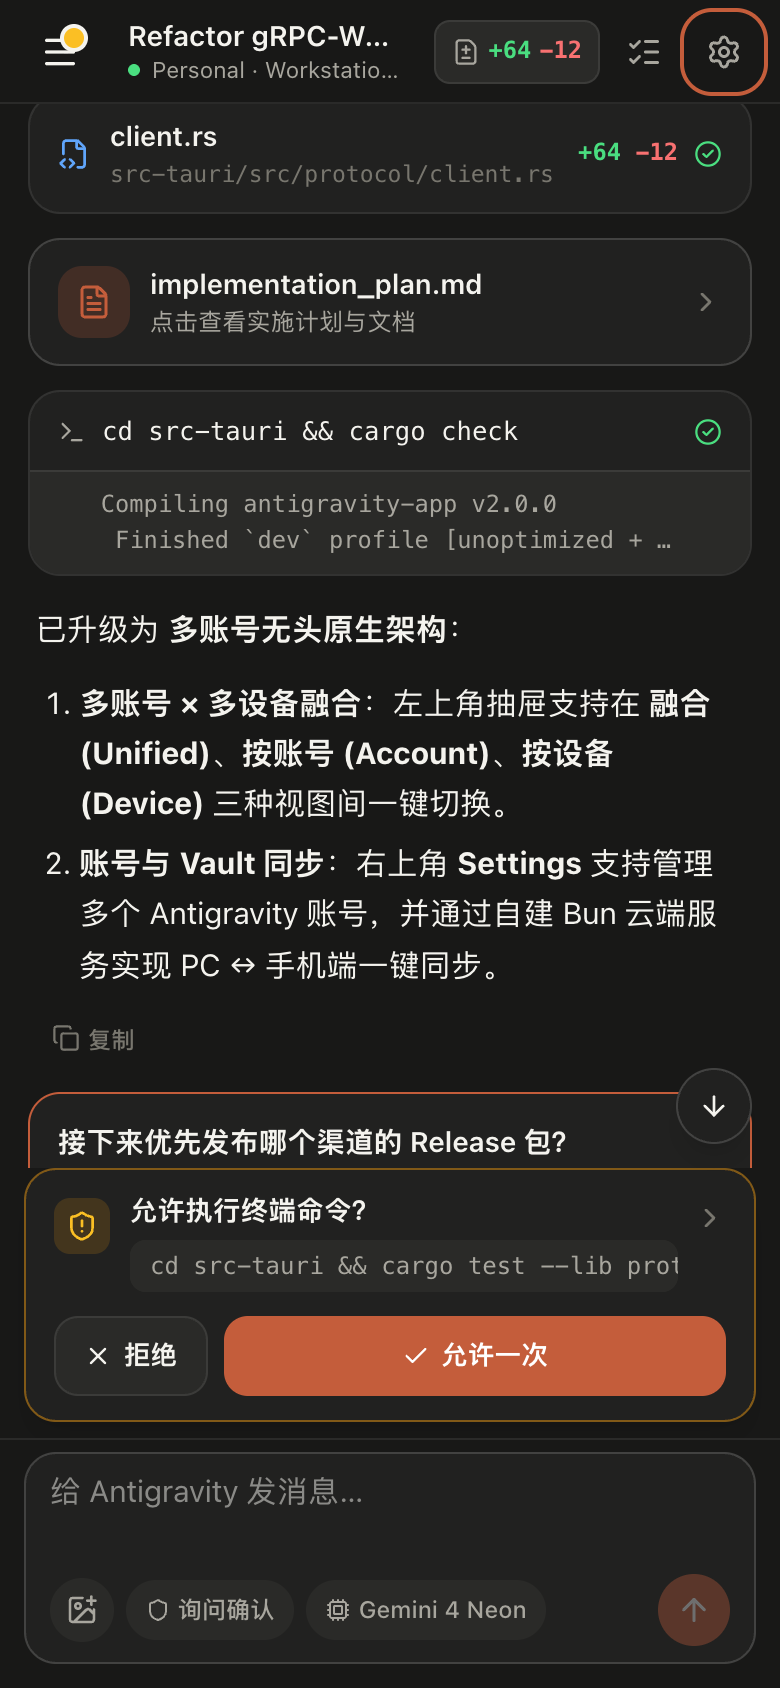 Refactor gRPC-W...
Personal · Workstatio...
+64 −12
client.rs
src-tauri/src/protocol/client.rs
+64 −12
implementation_plan.md
点击查看实施计划与文档
cd src-tauri && cargo check
Compiling antigravity-app v2.0.0
Finished `dev` profile [unoptimized + …
已升级为 多账号无头原生架构：
1. 多账号 × 多设备融合：左上角抽屉支持在 融合
(Unified)、按账号 (Account)、按设备
(Device) 三种视图间一键切换。
2. 账号与 Vault 同步：右上角 Settings 支持管理
多个 Antigravity 账号，并通过自建 Bun 云端服
务实现 PC ↔ 手机端一键同步。
复制
接下来优先发布哪个渠道的 Release 包?
允许执行终端命令?
cd src-tauri && cargo test --lib prot
拒绝
允许一次
给 Antigravity 发消息...
询问确认
Gemini 4 Neon